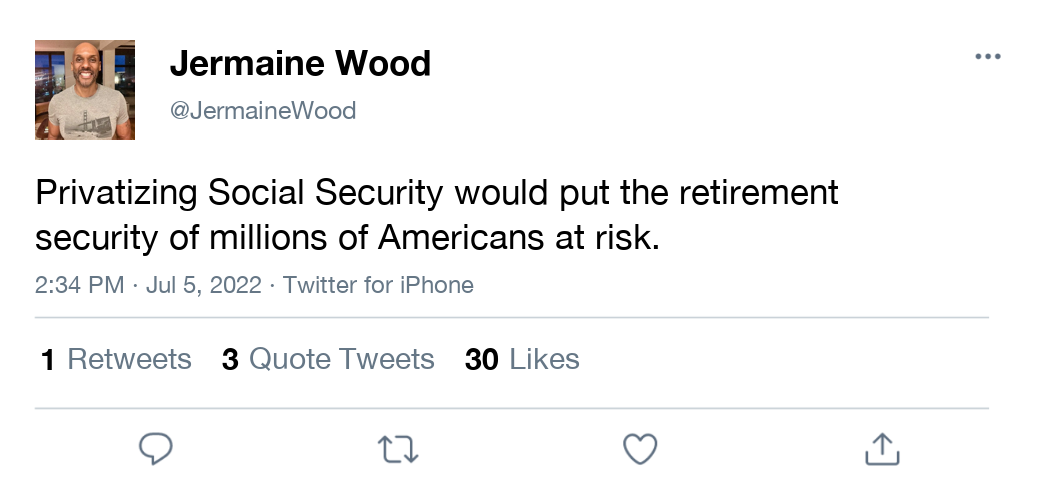 Jermaine Wood
@JermaineWood
Privatizing Social Security would put the retirement
security of millions of Americans at risk.
2:34 PM · Jul 5, 2022 · Twitter for iPhone
1 Retweets 3 Quote Tweets 30 Likes